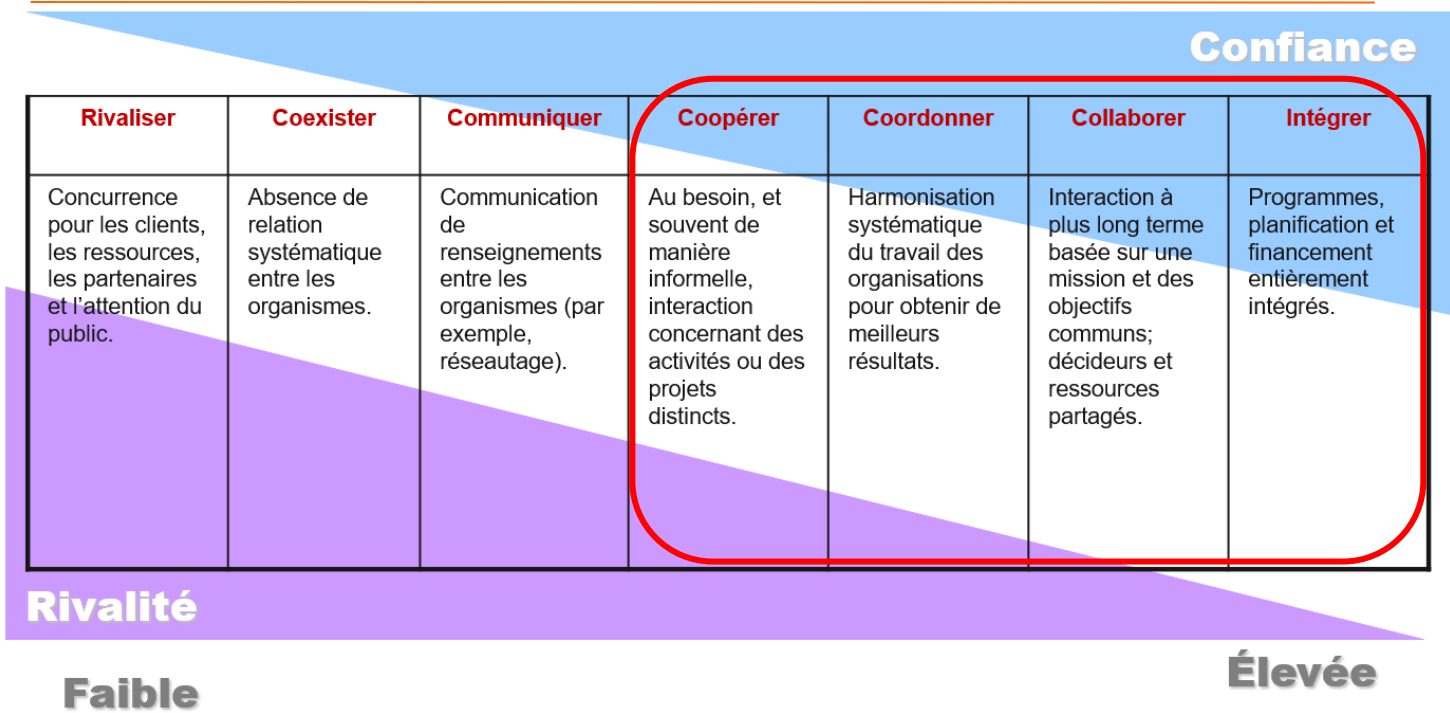 Confiance
Rivaliser
Concurrence
pour les clients,
les ressources,
les partenaires
et l’attention du
public.
Coexister
Absence de
relation
systématique
entre les
organismes.
Communiquer
Communication
de
renseignements
entre les
organismes (par
exemple,
réseautage).
Coopérer
Au besoin, et
souvent de
manière
informelle,
interaction
concernant des
activités ou des
projets
distincts.
Coordonner
Harmonisation
systématique
du travail des
organisations
pour obtenir de
meilleurs
résultats.
Collaborer
Interaction à
plus long terme
basée sur une
mission et des
objectifs
communs;
décideurs et
ressources
partagés.
Intégrer
Programmes,
planification et
financement
entièrement
intégrés.
Rivalité
Faible
Élevée